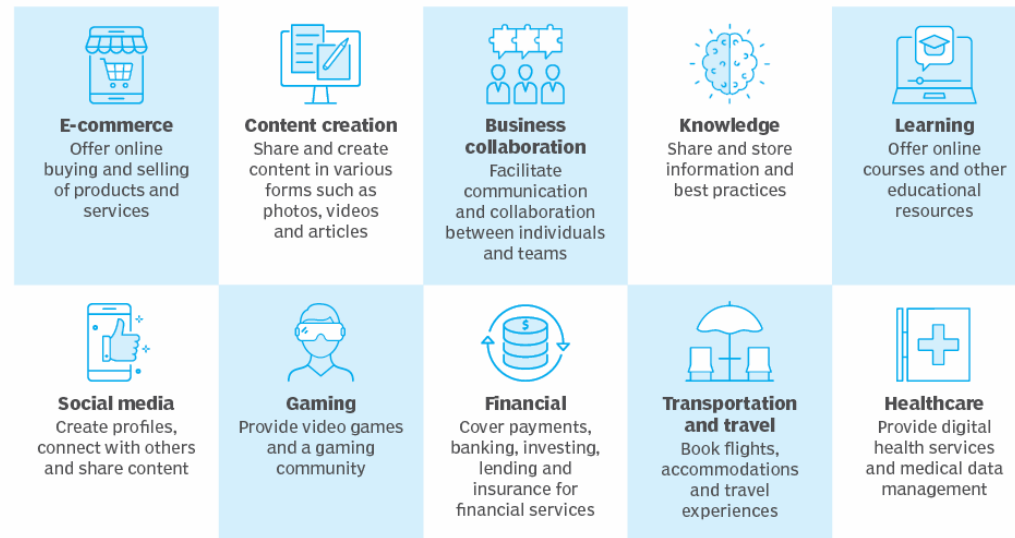 E-commerce
Offer online
buying and selling
of products and
services
Content creation
Share and create
content in various
forms such as
photos, videos
and articles
Business
collaboration
Facilitate
communication
and collaboration
between individuals
and teams
Knowledge
Share and store
information and
best practices
Learning
Offer online
courses and other
educational
resources
Social media
Create profiles,
connect with others
and share content
Gaming
Provide video games
and a gaming
community
$
Financial
Cover payments,
banking, investing,
lending and
insurance for
financial services
Transportation
and travel
Book flights,
accommodations
and travel
experiences
Healthcare
Provide digital
health services
and medical data
management